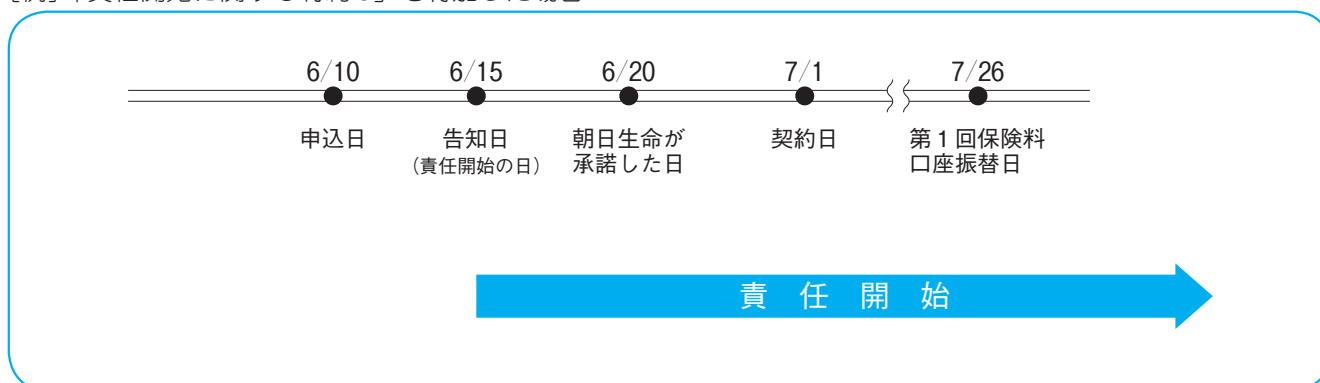 6/10 6/15 6/20 7/1 7/26
申込日 告知日 朝日生命が 契約日 第1回保険料
(責任開始の日) 承諾した日 口座振替日
責任開始